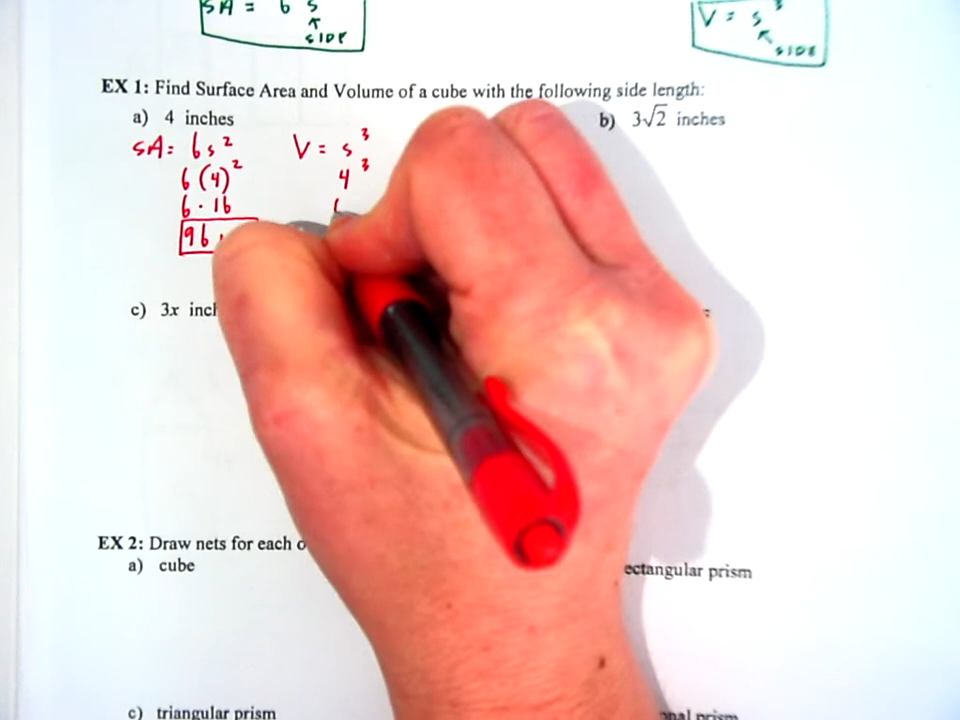 SA = 6 s
SIDE
V = s³
SIDE
EX 1: Find Surface Area and Volume of a cube with the following side length:
a) 4 inches
b) 3√2 inches
SA = 6s²
V = s³
6(4)²
4³
6 · 16
96
c) 3x
EX 2: Draw nets for each
a) cube
prism
c) triangular prism
prism